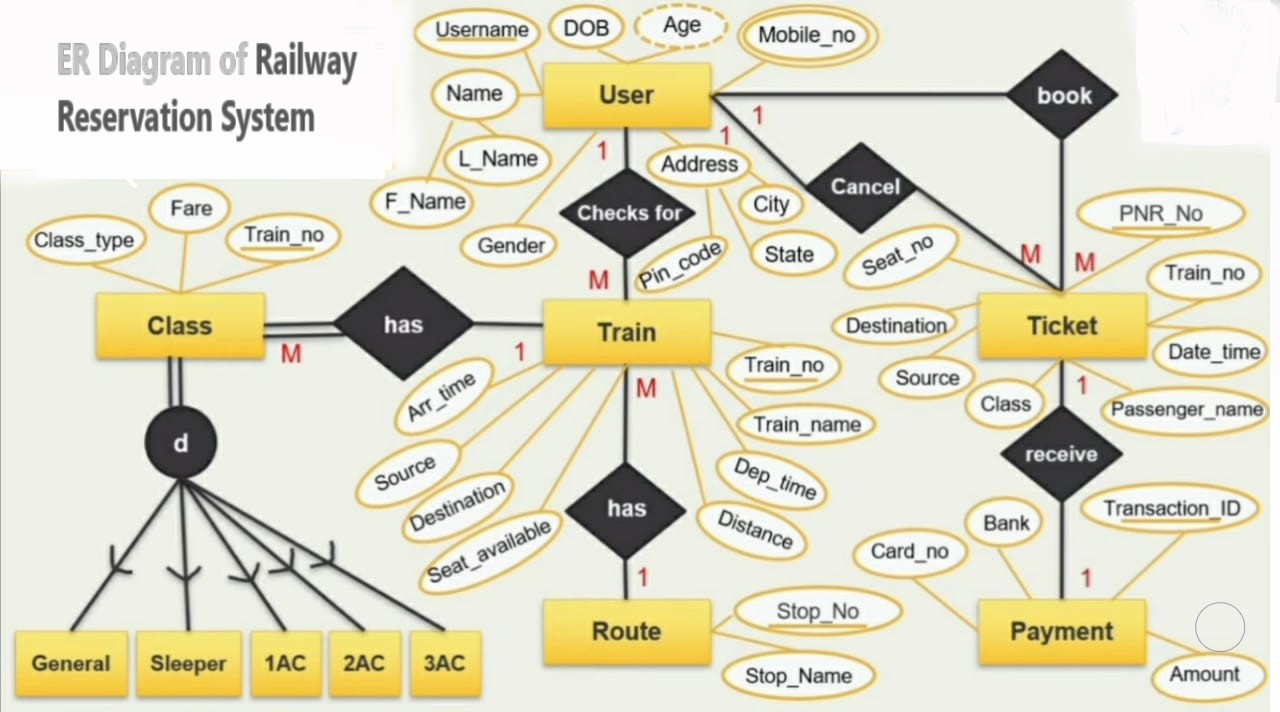 ER Diagram of Railway
Reservation System
Username
DOB
Age
Mobile_no
Name
User
book
1
1
1
L_Name
Address
F_Name
Checks for
Cancel
City
Gender
Pin_code
State
M
Seat_no
M
M
PNR_No
Fare
Class_type
Train_no
Train_no
Class
has
Train
Destination
Ticket
M
1
Date_time
Arr_time
Train_no
Source
M
1
Class
Passenger_name
Train_name
d
receive
Source
Dep_time
Destination
has
Transaction_ID
Seat_available
Distance
Bank
Card_no
1
1
Stop_No
Route
Payment
General
Sleeper
1AC
2AC
3AC
Stop_Name
Amount